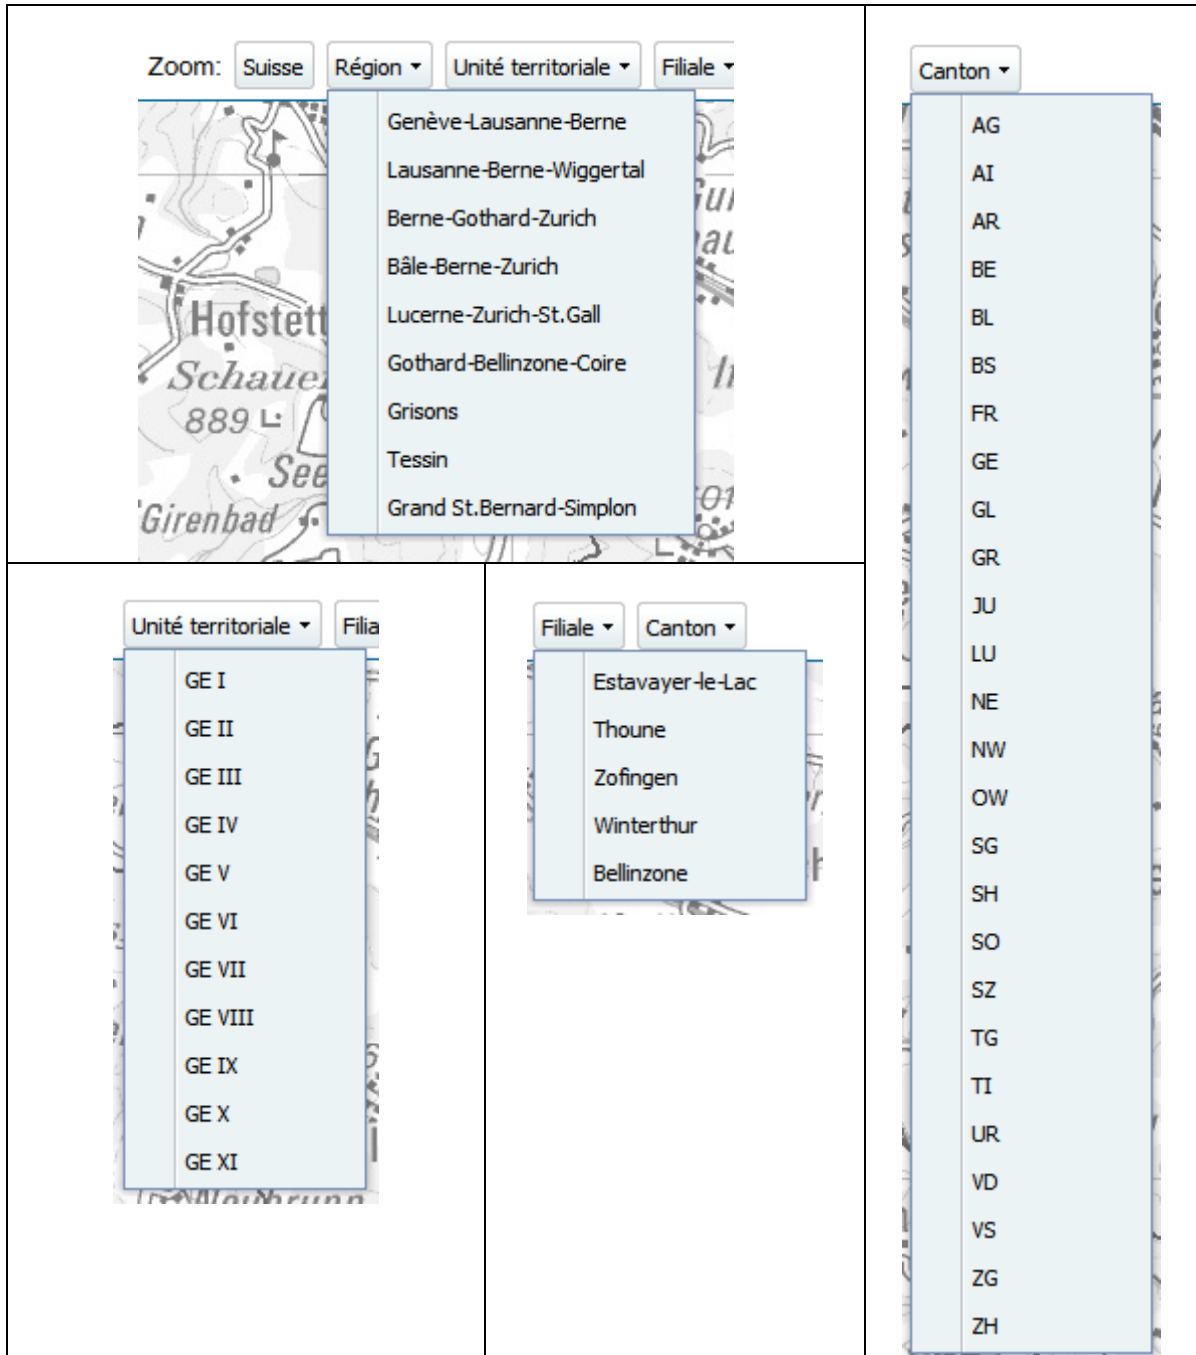 Zoom: Suisse Région Unité territoriale Filiale
Genève-Lausanne-Berne
Lausanne-Berne-Wiggertal
Berne-Gothard-Zurich
Bâle-Berne-Zurich
Lucerne-Zurich-St.Gall
Gothard-Bellinzone-Coire
Grisons
Tessin
Grand St.Bernard-Simplon
Hofstett
Schauer
889
See
Girenbad
Canton
AG
AI
AR
BE
BL
BS
FR
GE
GL
GR
JU
LU
NE
NW
OW
SG
SH
SO
SZ
TG
TI
UR
VD
VS
ZG
ZH
Unité territoriale Filia
GE I
GE II
GE III
GE IV
GE V
GE VI
GE VII
GE VIII
GE IX
GE X
GE XI
Filiale Canton
Estavayer-le-Lac
Thoune
Zofingen
Winterthur
Bellinzone